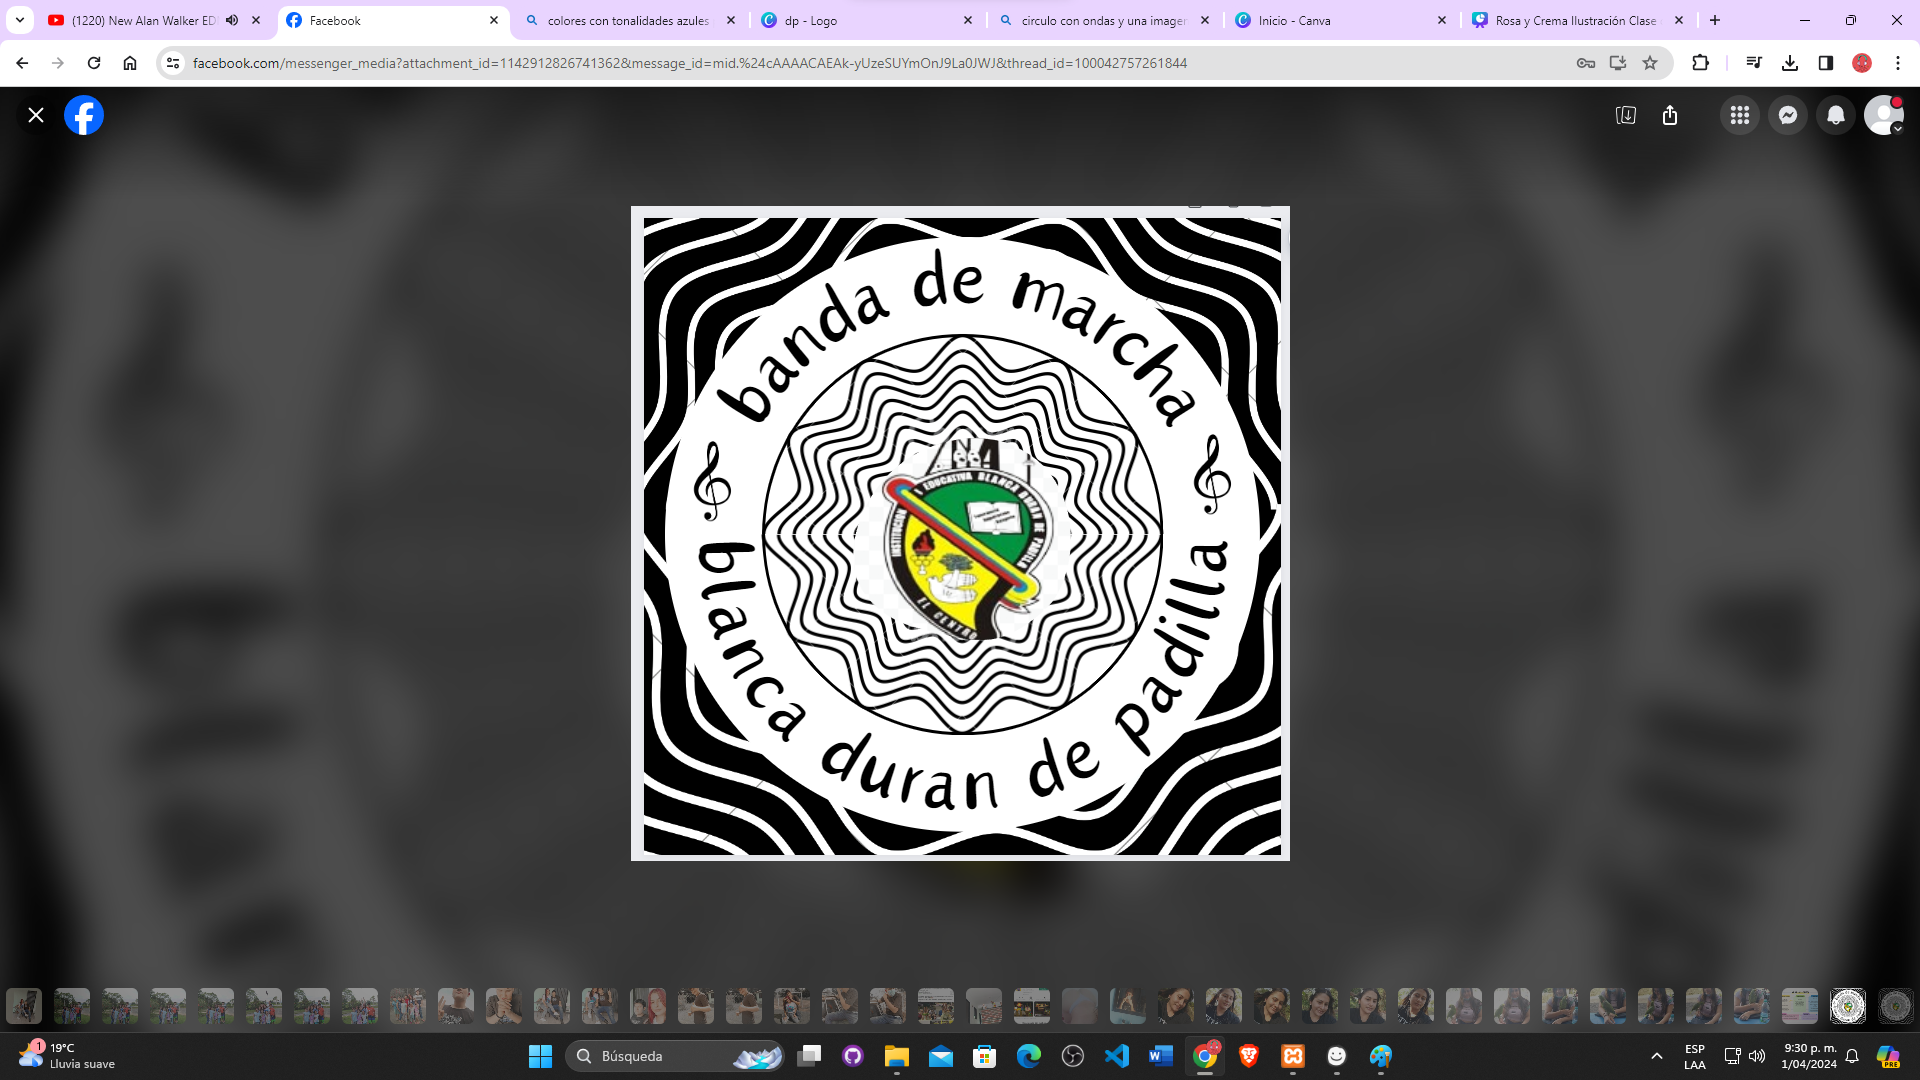 (1220) New Alan Walker ED
Facebook
colores con tonalidades azules
dp - Logo
circulo con ondas y una imagen
Inicio - Canva
Rosa y Crema Ilustración Clase
facebook.com/messenger_media?attachment_id=1142912826741362&message_id=mid.%24cAAAACAEAk-yUzeSUYmOnJ9La0JWJ&thread_id=100042757261844
banda de marcha
EDUCATIVA BLANCA DURAN DE PADILLA
INSTITUCION
EL CENTRO
blanca duran de padilla
1
19°C
Lluvia suave
Búsqueda
ESP
LAA
9:30 p. m.
1/04/2024
PRE